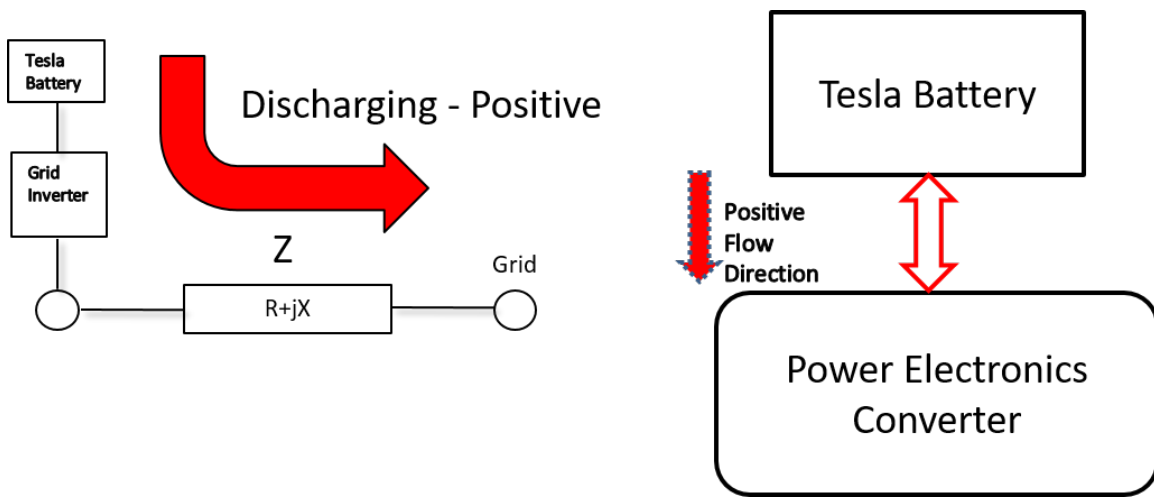 Tesla
Battery
Grid
Inverter
Discharging - Positive
Z
R+jX
Grid
Tesla Battery
Positive
Flow
Direction
Power Electronics
Converter